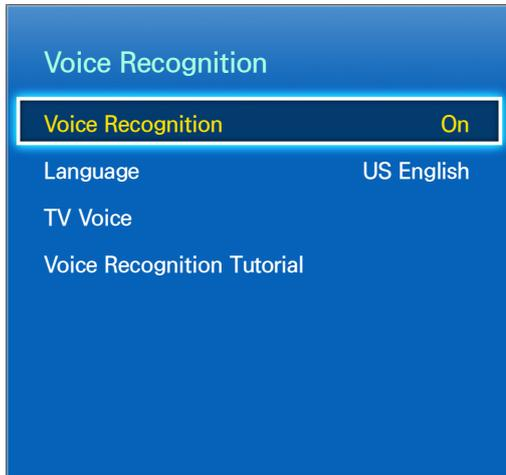 Voice Recognition
Voice Recognition On
Language US English
TV Voice
Voice Recognition Tutorial